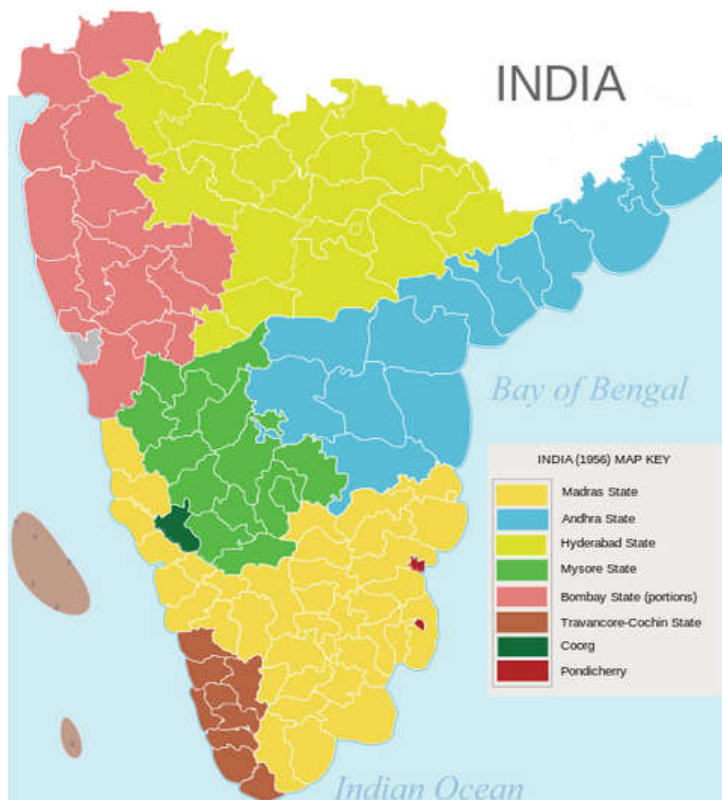 INDIA
Bay of Bengal
INDIA (1956) MAP KEY
Madras State
Andhra State
Hyderabad State
Mysore State
Bombay State (portions)
Travancore-Cochin State
Coorg
Pondicherry
Indian Ocean